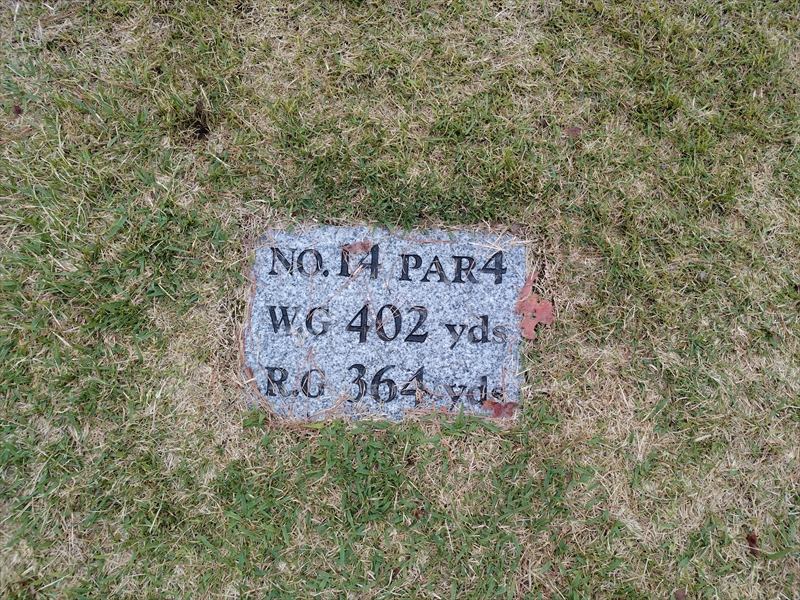 NO.14 PAR4
W.G 402 yds
R.G 364 yds